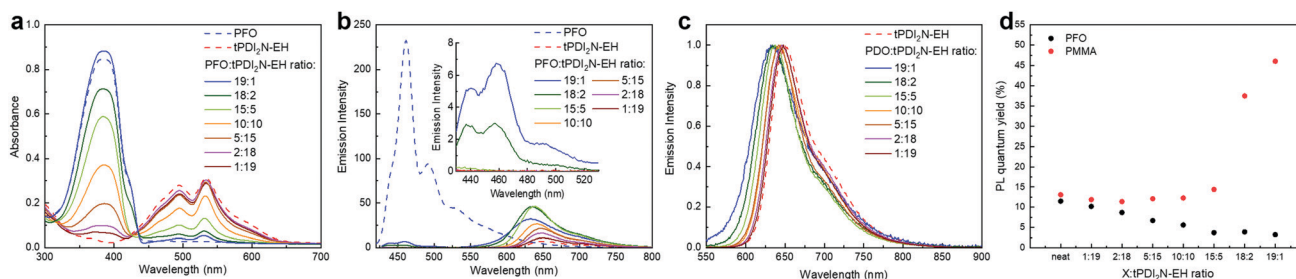 a
1.0
0.8
0.6
0.4
0.2
0.0
Absorbance
300 400 500 600 700
Wavelength (nm)
PFO
tPDI2N-EH
PFO:tPDI2N-EH ratio:
19:1
18:2
15:5
10:10
5:15
2:18
1:19
b
250
200
150
100
50
0
Emission Intensity
400 500 600 700 800
Wavelength (nm)
PFO
tPDI2N-EH
PFO:tPDI2N-EH ratio:
19:1 5:15
18:2 2:18
15:5 1:19
10:10
8
6
4
2
0
Emission Intensity
440 460 480 500 520
Wavelength (nm)
c
1.0
0.8
0.6
0.4
0.2
0.0
Emission Intensity
550 600 650 700 750 800 850 900
Wavelength (nm)
tPDI2N-EH
PDO:tPDI2N-EH ratio:
19:1
18:2
15:5
10:10
5:15
2:18
1:19
d
55
50
45
40
35
30
25
20
15
10
5
0
PL quantum yield (%)
neat 1:19 2:18 5:15 10:10 15:5 18:2 19:1
X:tPDI2N-EH ratio
PFO
PMMA